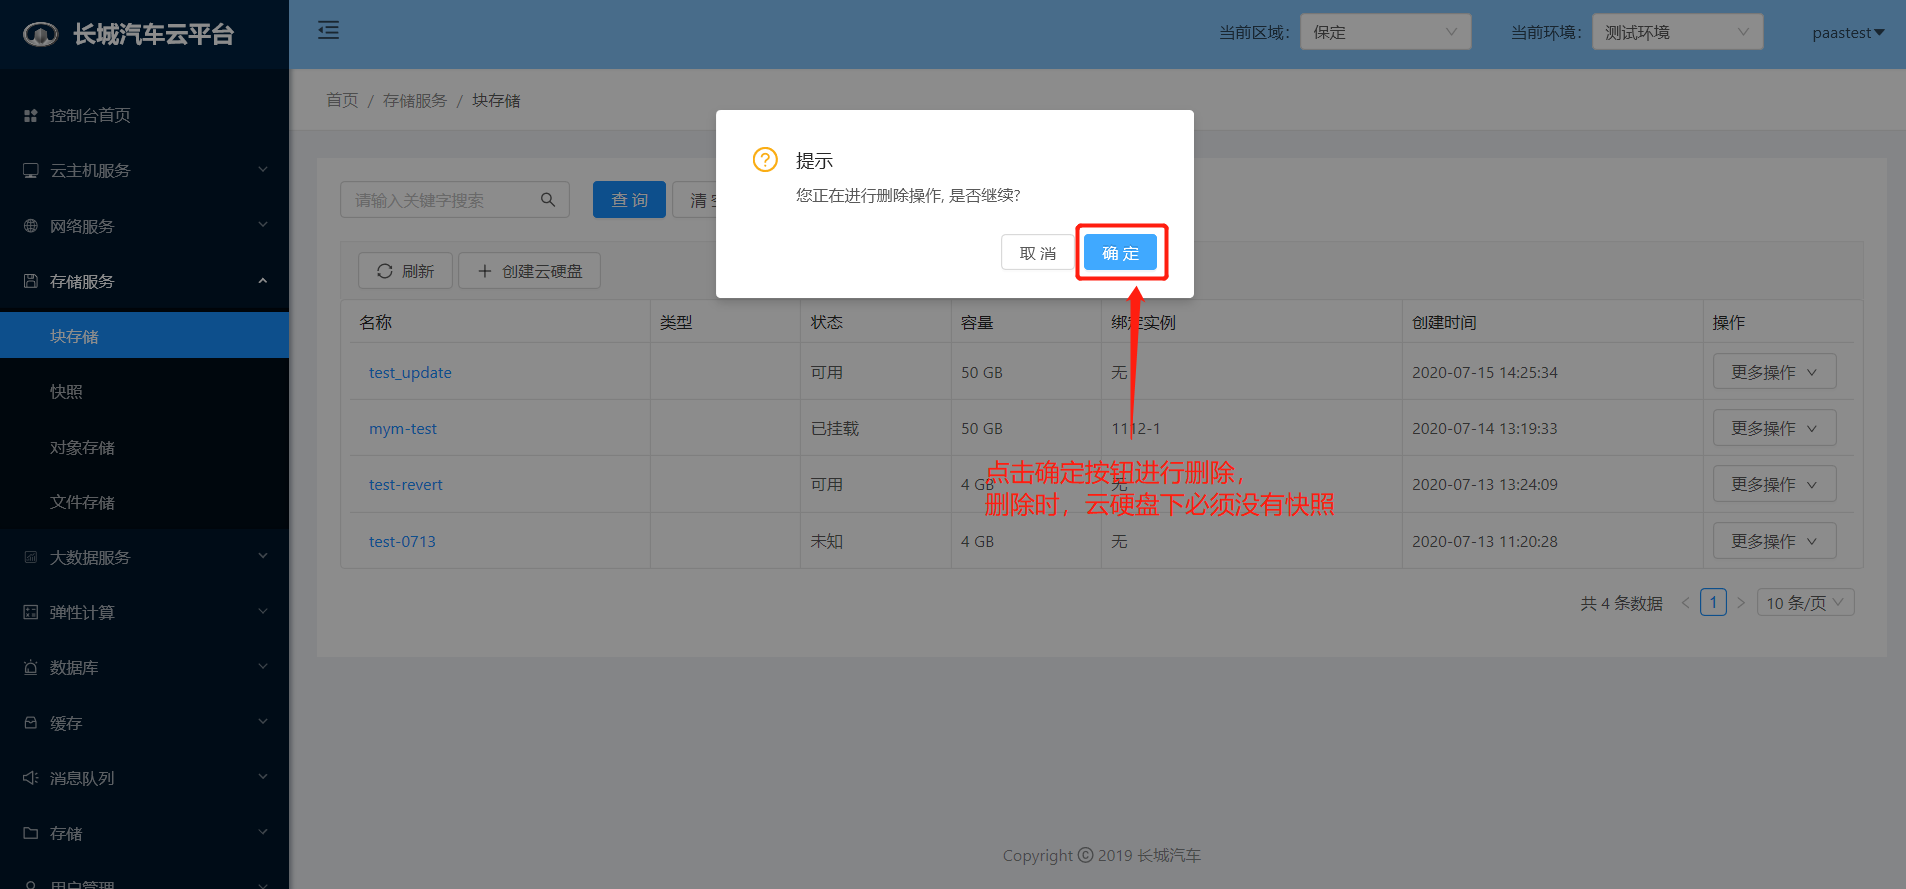 长城汽车云平台
当前区域：
保定
当前环境：
测试环境
paastest
控制台首页
云主机服务
网络服务
存储服务
块存储
快照
对象存储
文件存储
大数据服务
弹性计算
数据库
缓存
消息队列
存储
用户管理
首页 / 存储服务 / 块存储
请输入关键字搜索
查 询
清
提示
您正在进行删除操作, 是否继续?
取 消
确 定
刷新
创建云硬盘
名称 类型 状态 容量 绑定实例 创建时间 操作
test_update 可用 50 GB 无 2020-07-15 14:25:34 更多操作
mym-test 已挂载 50 GB 1112-1 2020-07-14 13:19:33 更多操作
test-revert 可用 4 GB 无 2020-07-13 13:24:09 更多操作
test-0713 未知 4 GB 无 2020-07-13 11:20:28 更多操作
点击确定按钮进行删除，
删除时，云硬盘下必须没有快照
共 4 条数据 < 1 > 10 条/页
Copyright © 2019 长城汽车